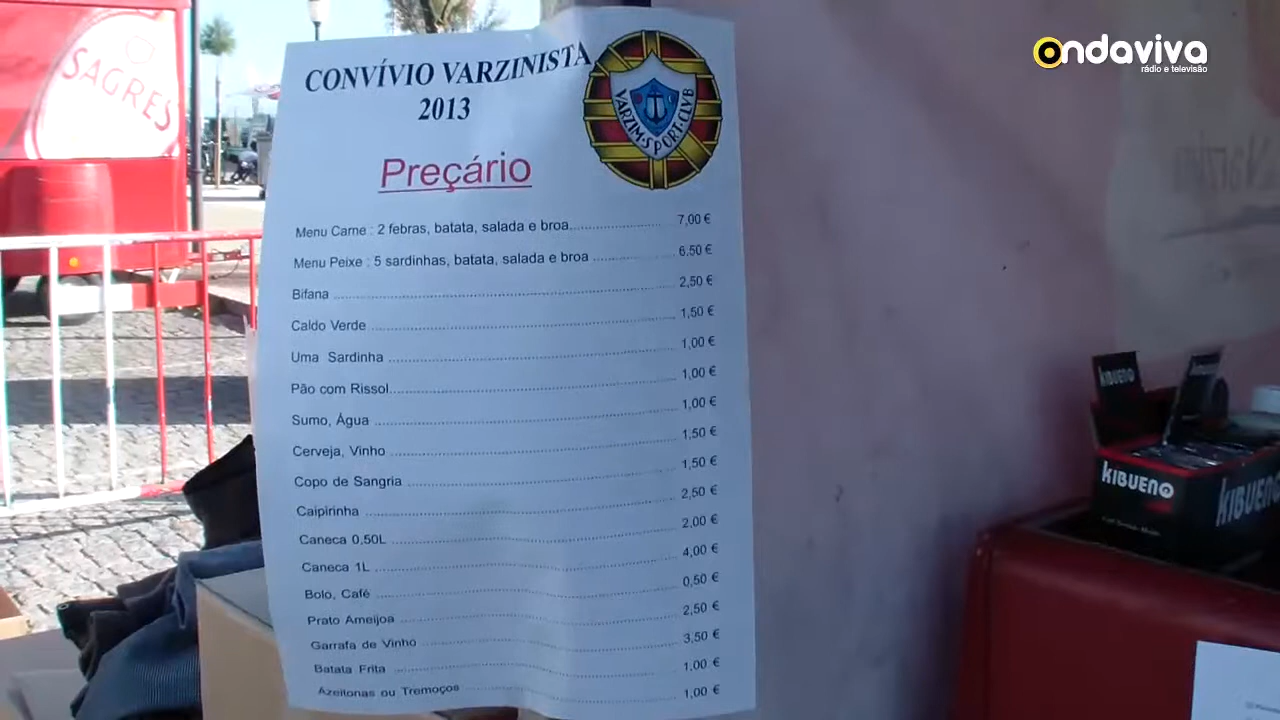 SAGRES
ondaviva
rádio e televisão
CONVÍVIO VARZINISTA
2013
VARZIM SPORT CLVB
Preçário
Menu Carne : 2 febras, batata, salada e broa 7,00 €
Menu Peixe : 5 sardinhas, batata, salada e broa 6,50 €
Bifana 2,50 €
Caldo Verde 1,50 €
Uma Sardinha 1,00 €
Pão com Rissol 1,00 €
Sumo, Água 1,00 €
Cerveja, Vinho 1,50 €
Copo de Sangria 1,50 €
Caipirinha 2,50 €
Caneca 0,50L 2,00 €
Caneca 1L 4,00 €
Bolo, Café 0,50 €
Prato Ameijoa 2,50 €
Garrafa de Vinho 3,50 €
Batata Frita 1,00 €
Azeitonas ou Tremoços 1,00 €
KIBUENO
KIBUENO
KIBUENO